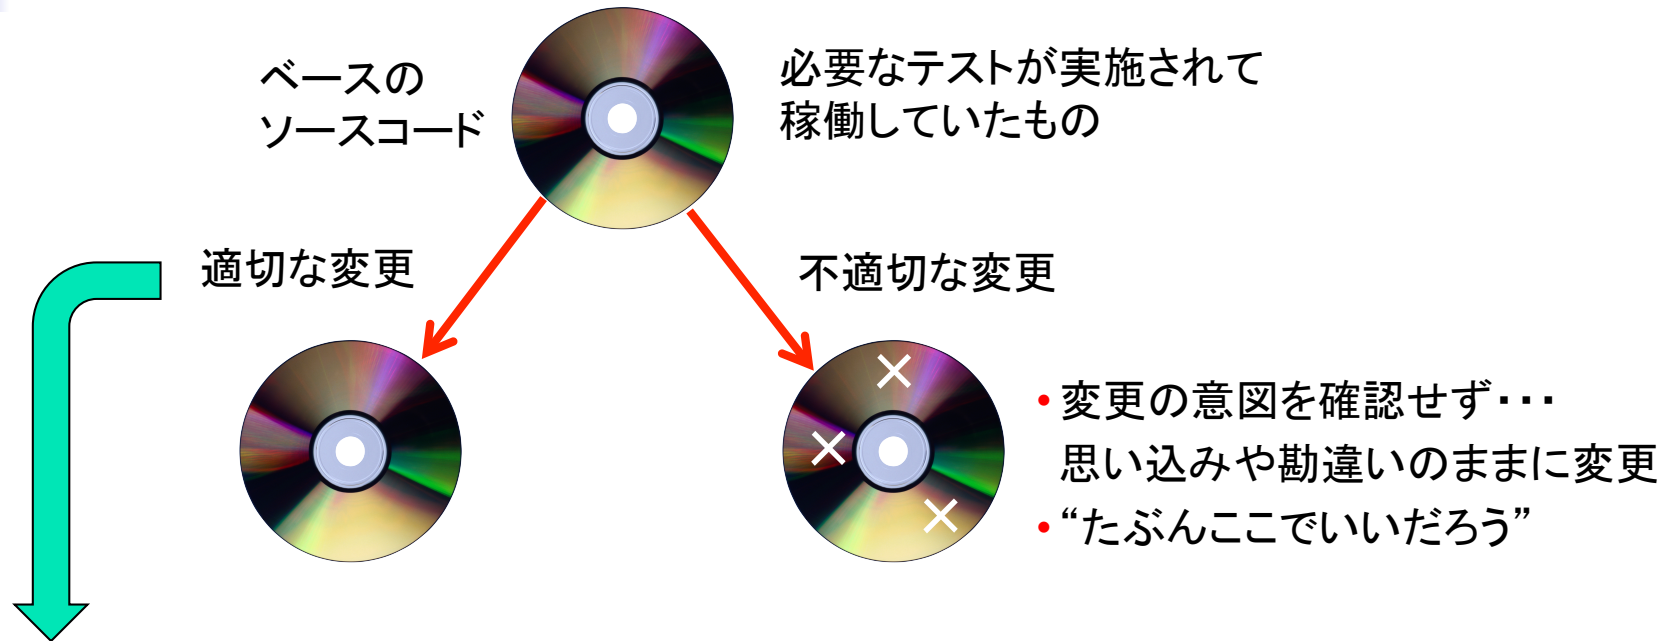 ベースの
ソースコード
必要なテストが実施されて
稼働していたもの
適切な変更
不適切な変更
・変更の意図を確認せず・・・
思い込みや勘違いのままに変更
・“たぶんここでいいだろう”